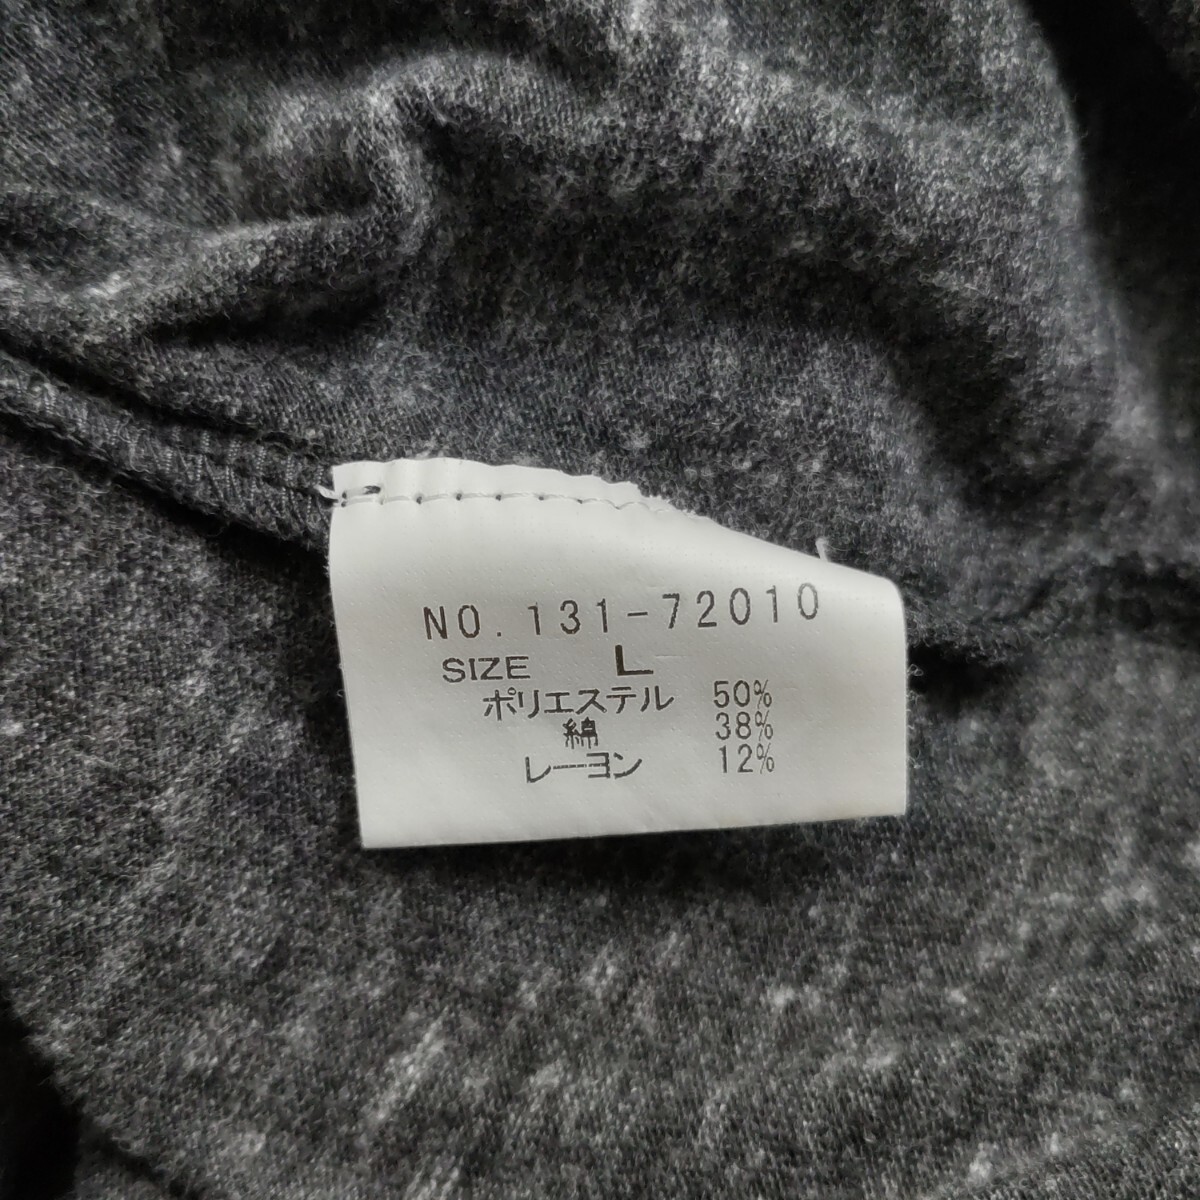 NO. 131-72010
SIZE L
ポリエステル 50%
綿 38%
レーヨン 12%